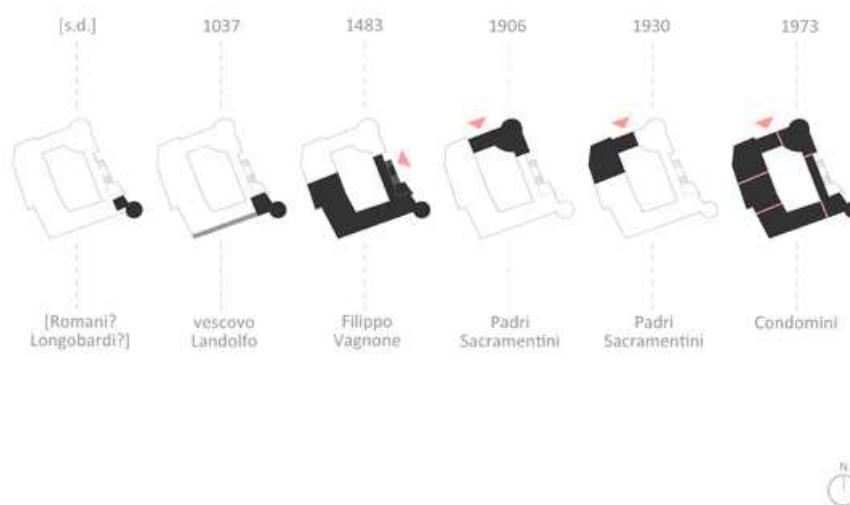 [s.d.]
1037
1483
1906
1930
1973
[Romani?
Longobardi?]
vescovo
Landolfo
Filippo
Vagnone
Padri
Sacramentini
Padri
Sacramentini
Condomini
N